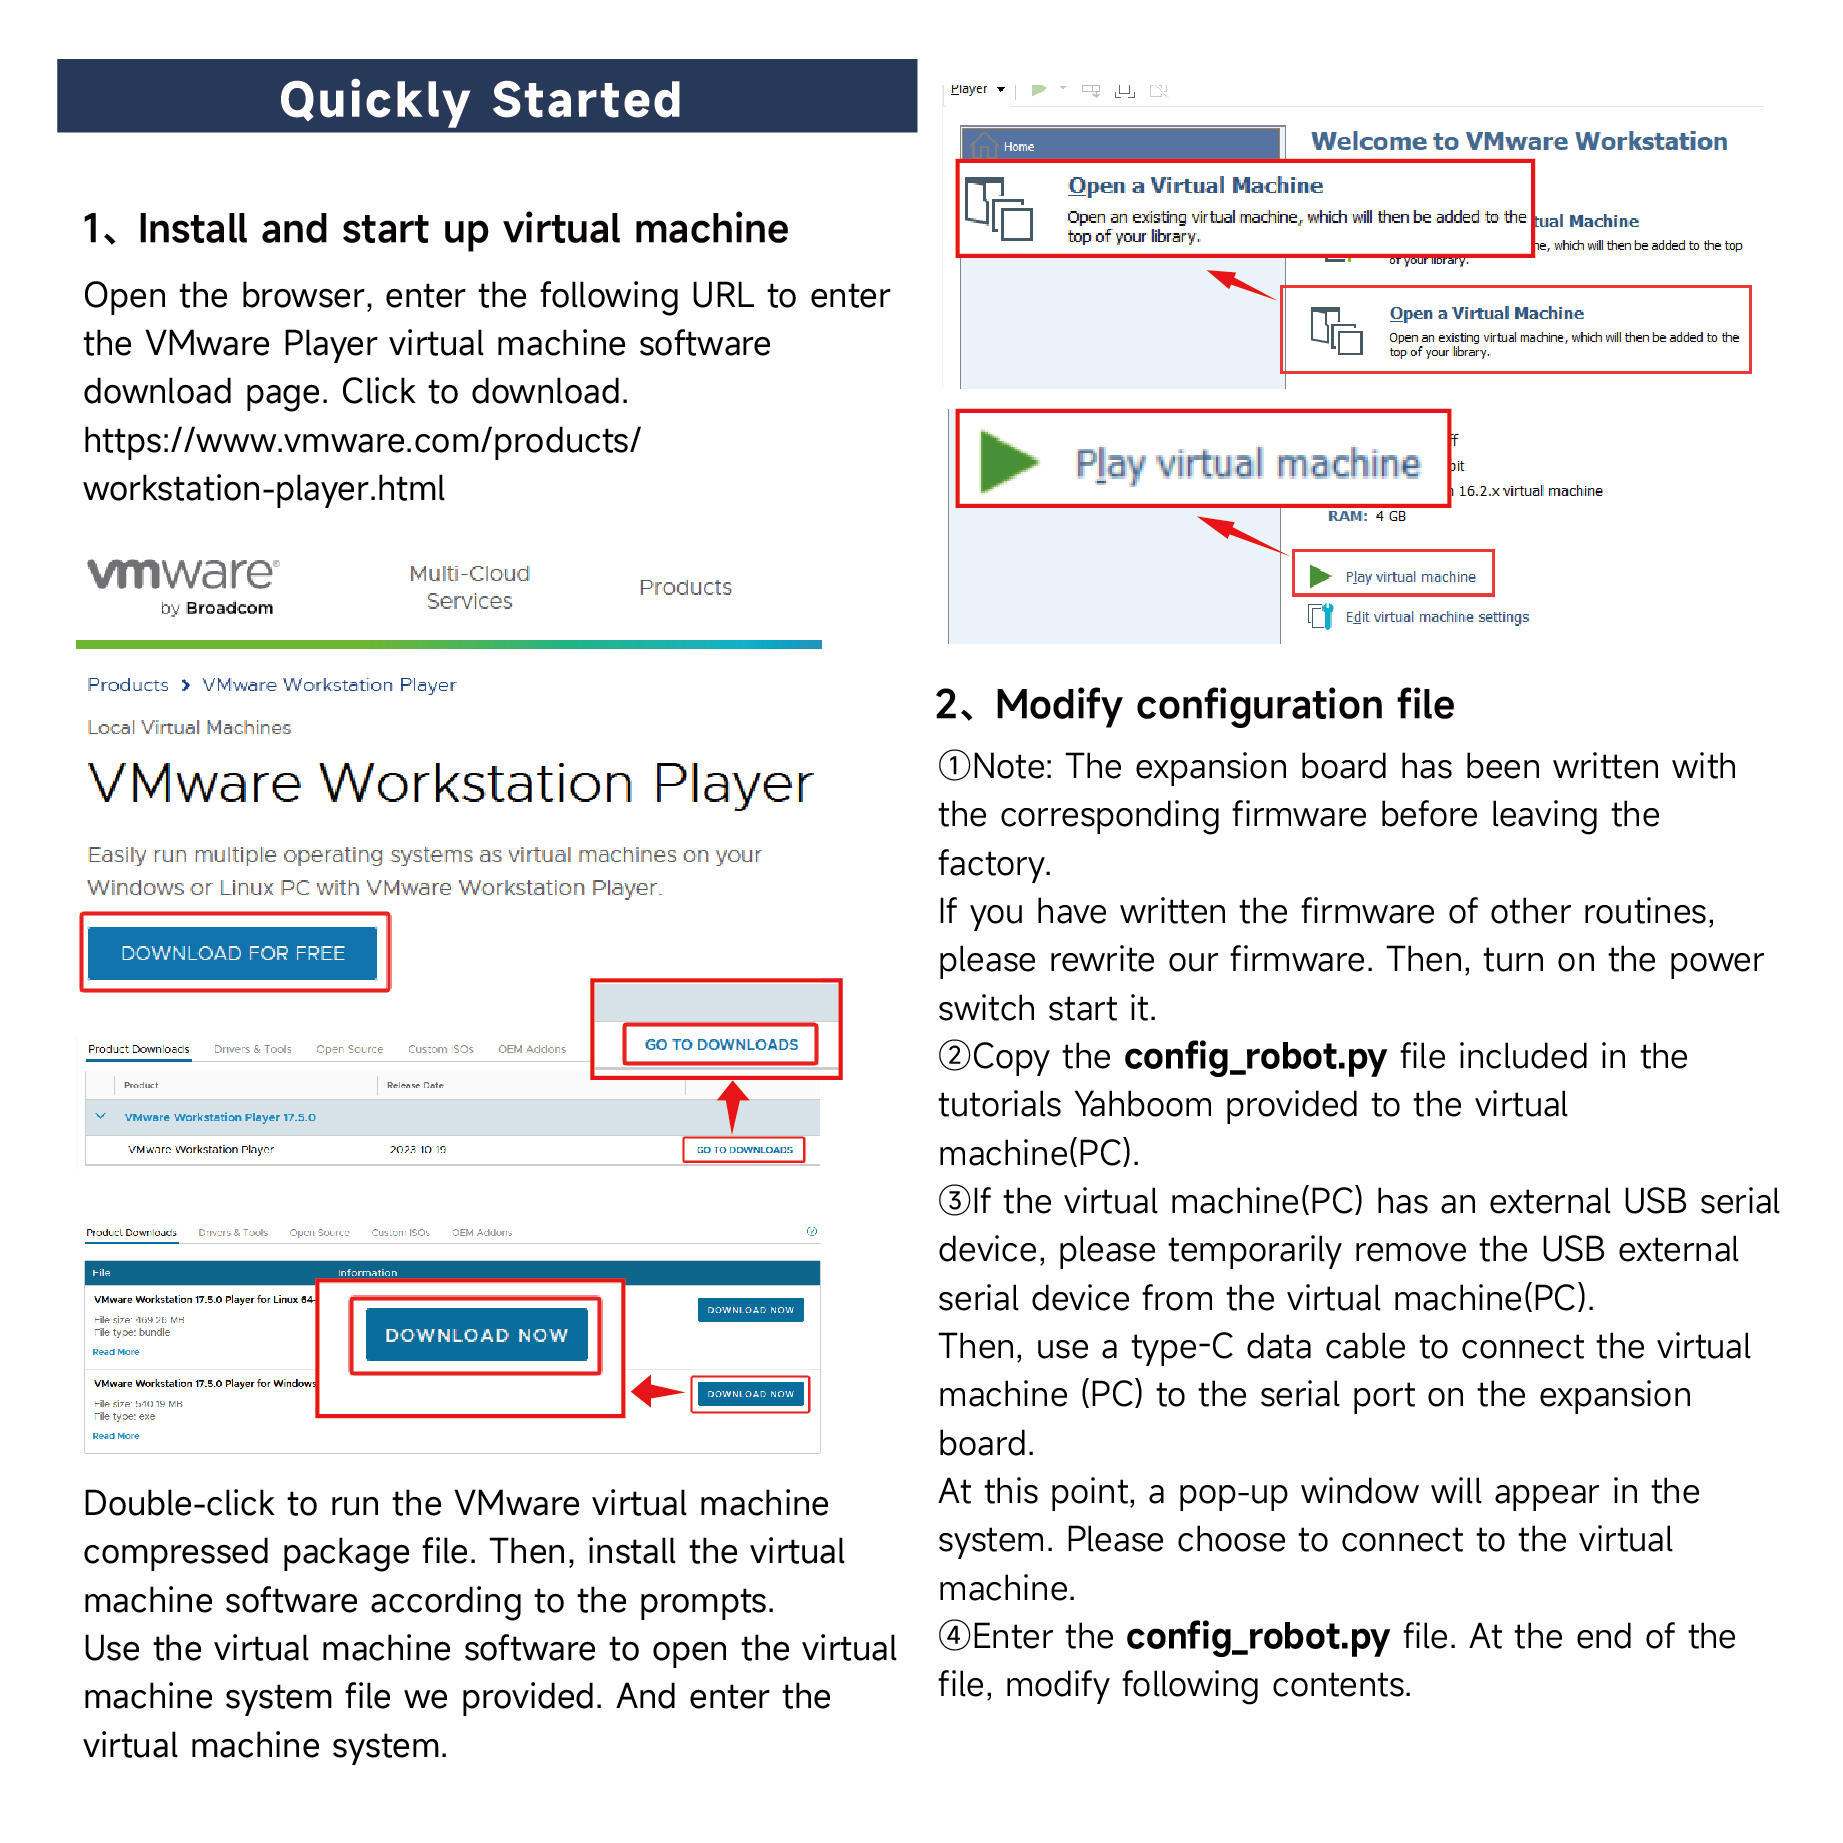 Quickly Started
1、Install and start up virtual machine
Open the browser, enter the following URL to enter
the VMware Player virtual machine software
download page. Click to download.
https://www.vmware.com/products/
workstation-player.html
vmware®
by Broadcom
Multi-Cloud
Services
Products
Products > VMware Workstation Player
Local Virtual Machines
VMware Workstation Player
Easily run multiple operating systems as virtual machines on your
Windows or Linux PC with VMware Workstation Player.
DOWNLOAD FOR FREE
GO TO DOWNLOADS
Product Downloads Drivers & Tools Open Source Custom ISOs OEM Addons
Product Release Date
VMware Workstation Player 17.5.0
VMware Workstation Player 2023-10-19 GO TO DOWNLOADS
Product Downloads Drivers & Tools Open Source Custom ISOs OEM Addons
File Information
VMware Workstation 17.5.0 Player for Linux 64-
File size: 469.26 MB
File type: bundle
Read More
DOWNLOAD NOW
DOWNLOAD NOW
VMware Workstation 17.5.0 Player for Windows
File size: 540.19 MB
File type: exe
Read More
DOWNLOAD NOW
Double-click to run the VMware virtual machine
compressed package file. Then, install the virtual
machine software according to the prompts.
Use the virtual machine software to open the virtual
machine system file we provided. And enter the
virtual machine system.
Player
Home
Welcome to VMware Workstation
Open a Virtual Machine
Open an existing virtual machine, which will then be added to the
top of your library.
tual Machine
ne, which will then be added to the top
of your library.
Open a Virtual Machine
Open an existing virtual machine, which will then be added to the
top of your library.
Play virtual machine
ff
bit
16.2.x virtual machine
RAM: 4 GB
Play virtual machine
Edit virtual machine settings
2、Modify configuration file
①Note: The expansion board has been written with
the corresponding firmware before leaving the
factory.
If you have written the firmware of other routines,
please rewrite our firmware. Then, turn on the power
switch start it.
②Copy the config_robot.py file included in the
tutorials Yahboom provided to the virtual
machine(PC).
③If the virtual machine(PC) has an external USB serial
device, please temporarily remove the USB external
serial device from the virtual machine(PC).
Then, use a type-C data cable to connect the virtual
machine (PC) to the serial port on the expansion
board.
At this point, a pop-up window will appear in the
system. Please choose to connect to the virtual
machine.
④Enter the config_robot.py file. At the end of the
file, modify following contents.